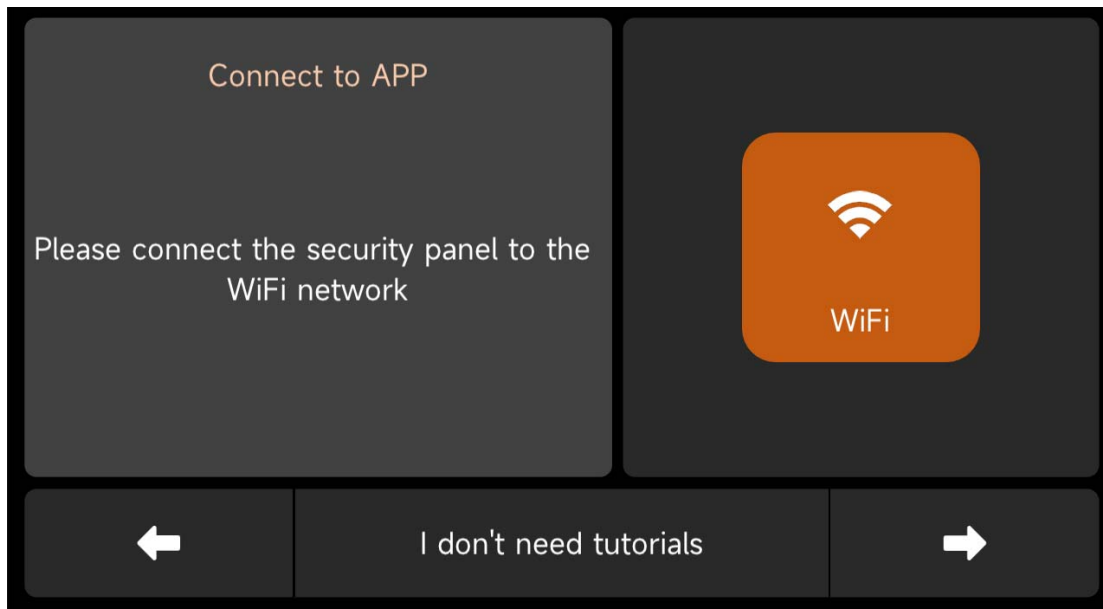 Connect to APP
Please connect the security panel to the
WiFi network
WiFi
I don't need tutorials